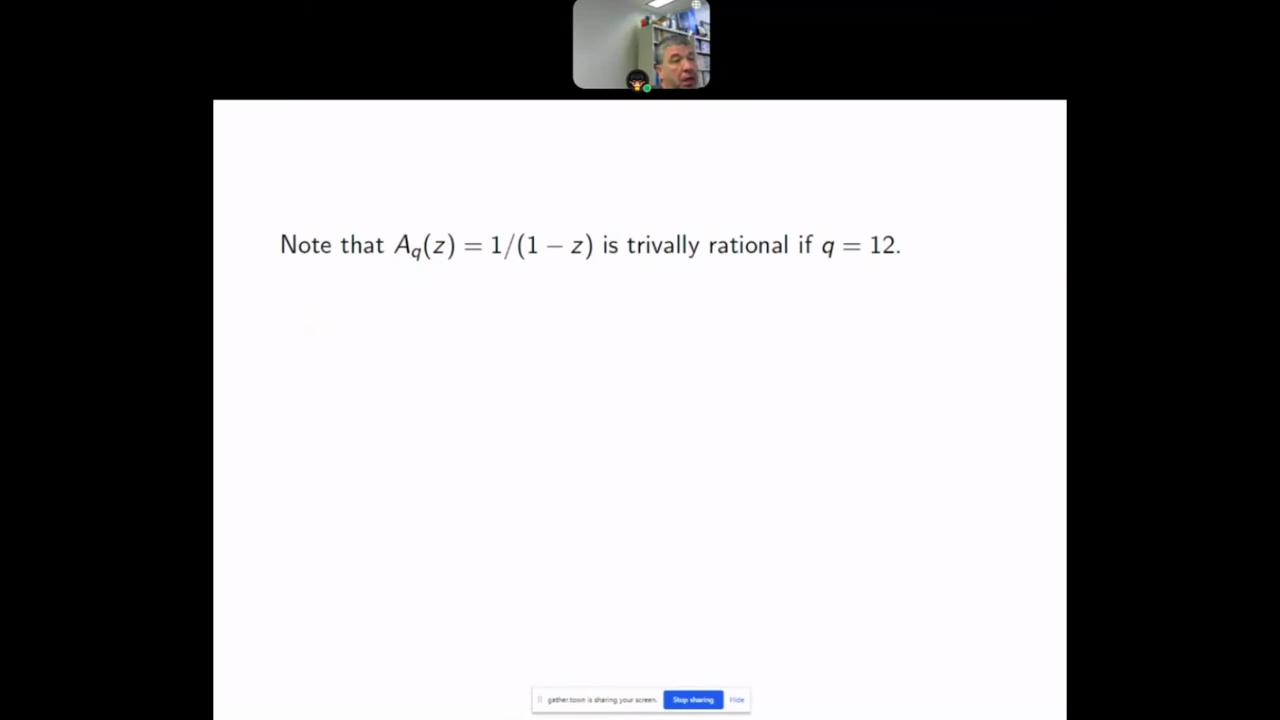 Note that A_q(z) = 1/(1 − z) is trivally rational if q = 12.
gather.town is sharing your screen. Stop sharing Hide